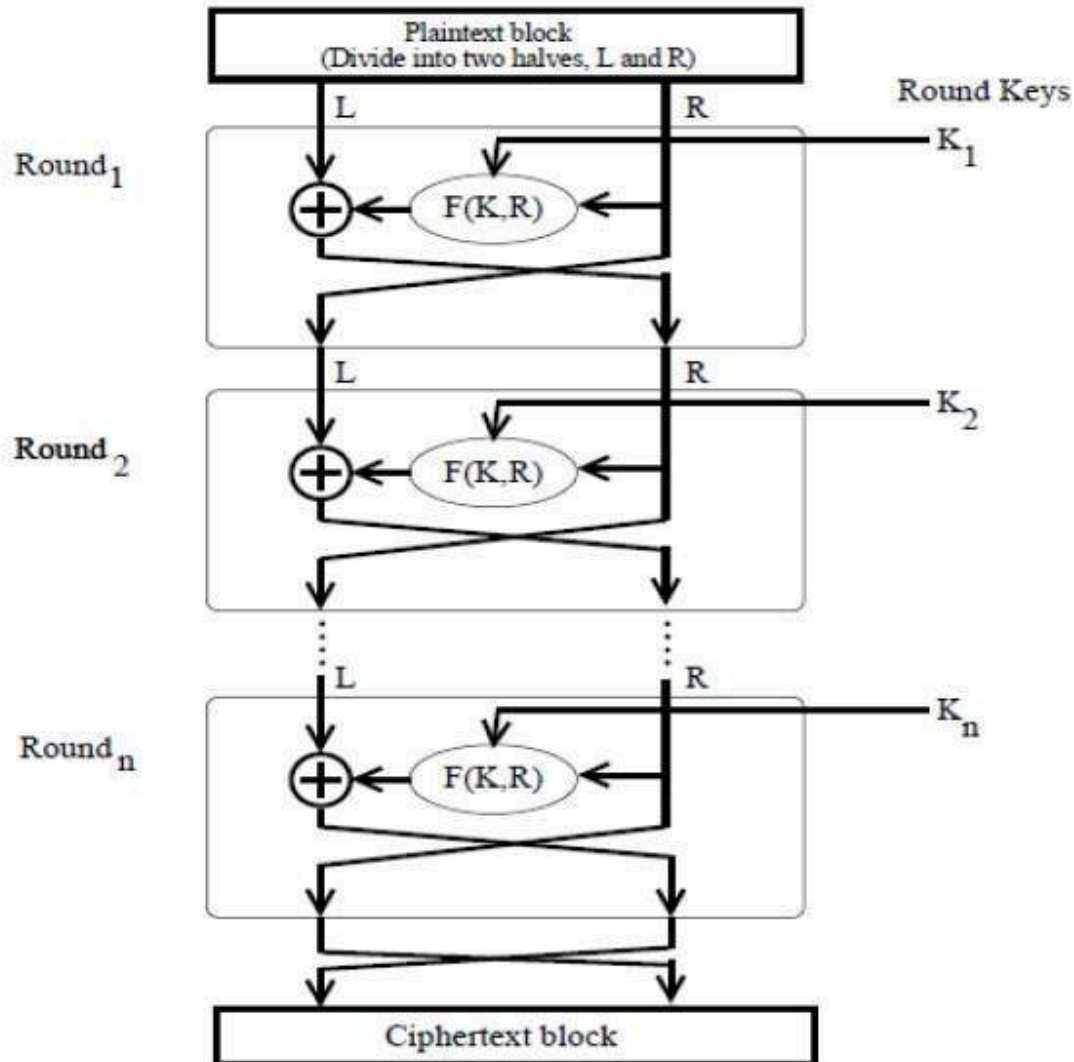 Plaintext block
(Divide into two halves, L and R)
L
R
Round Keys
Round1
K1
F(K,R)
L
R
Round2
K2
F(K,R)
L
R
Roundn
Kn
F(K,R)
Ciphertext block